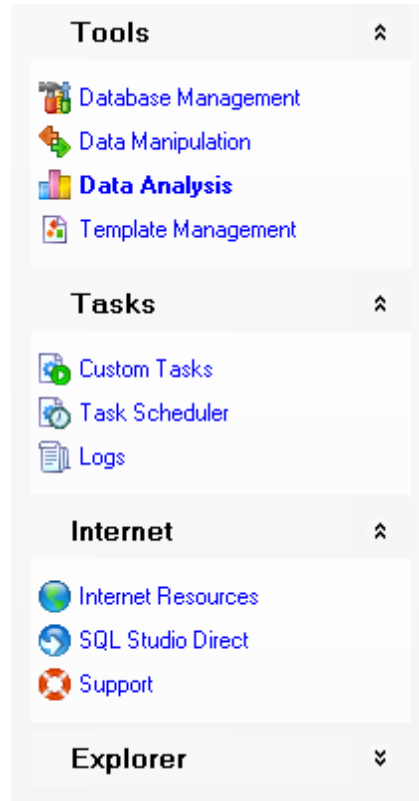 Tools
Database Management
Data Manipulation
Data Analysis
Template Management
Tasks
Custom Tasks
Task Scheduler
Logs
Internet
Internet Resources
SQL Studio Direct
Support
Explorer